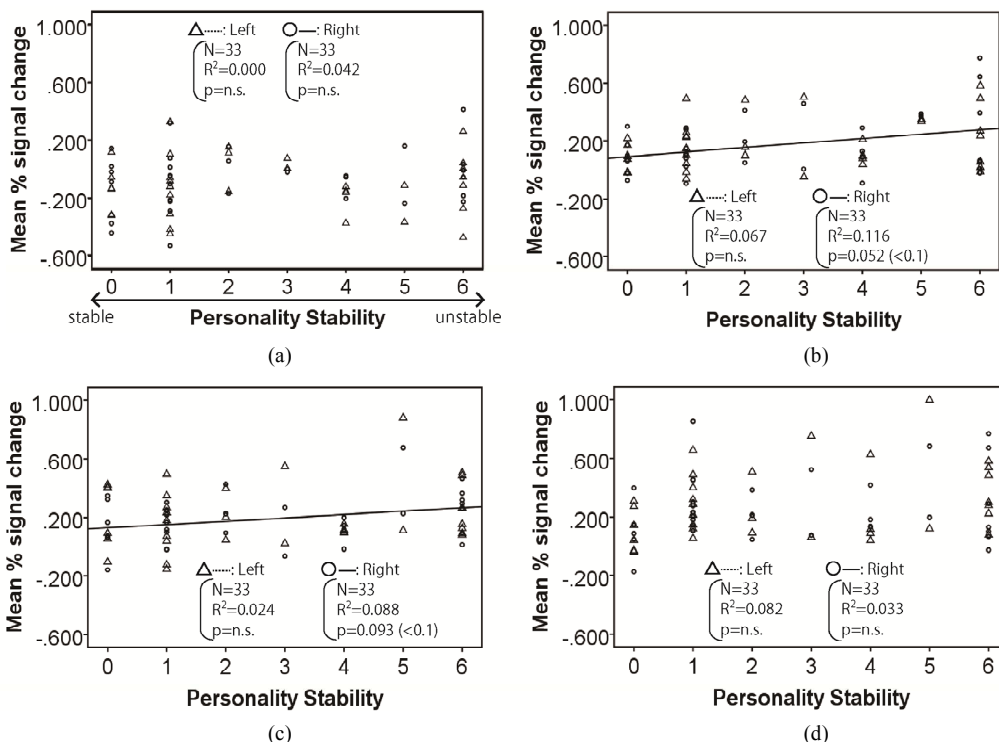 1.000
.600
.200
-.200
-.600
Mean % signal change
△┈┈: Left
N=33
R²=0.000
p=n.s.
○—: Right
N=33
R²=0.042
p=n.s.
0 1 2 3 4 5 6
stable
Personality Stability
unstable
(a)
1.000
.600
.200
-.200
-.600
Mean % signal change
△┈┈: Left
N=33
R²=0.067
p=n.s.
○—: Right
N=33
R²=0.116
p=0.052 (<0.1)
0 1 2 3 4 5 6
Personality Stability
(b)
1.000
.600
.200
-.200
-.600
Mean % signal change
△┈┈: Left
N=33
R²=0.024
p=n.s.
○—: Right
N=33
R²=0.088
p=0.093 (<0.1)
0 1 2 3 4 5 6
Personality Stability
(c)
1.000
.600
.200
-.200
-.600
Mean % signal change
△┈┈: Left
N=33
R²=0.082
p=n.s.
○—: Right
N=33
R²=0.033
p=n.s.
0 1 2 3 4 5 6
Personality Stability
(d)